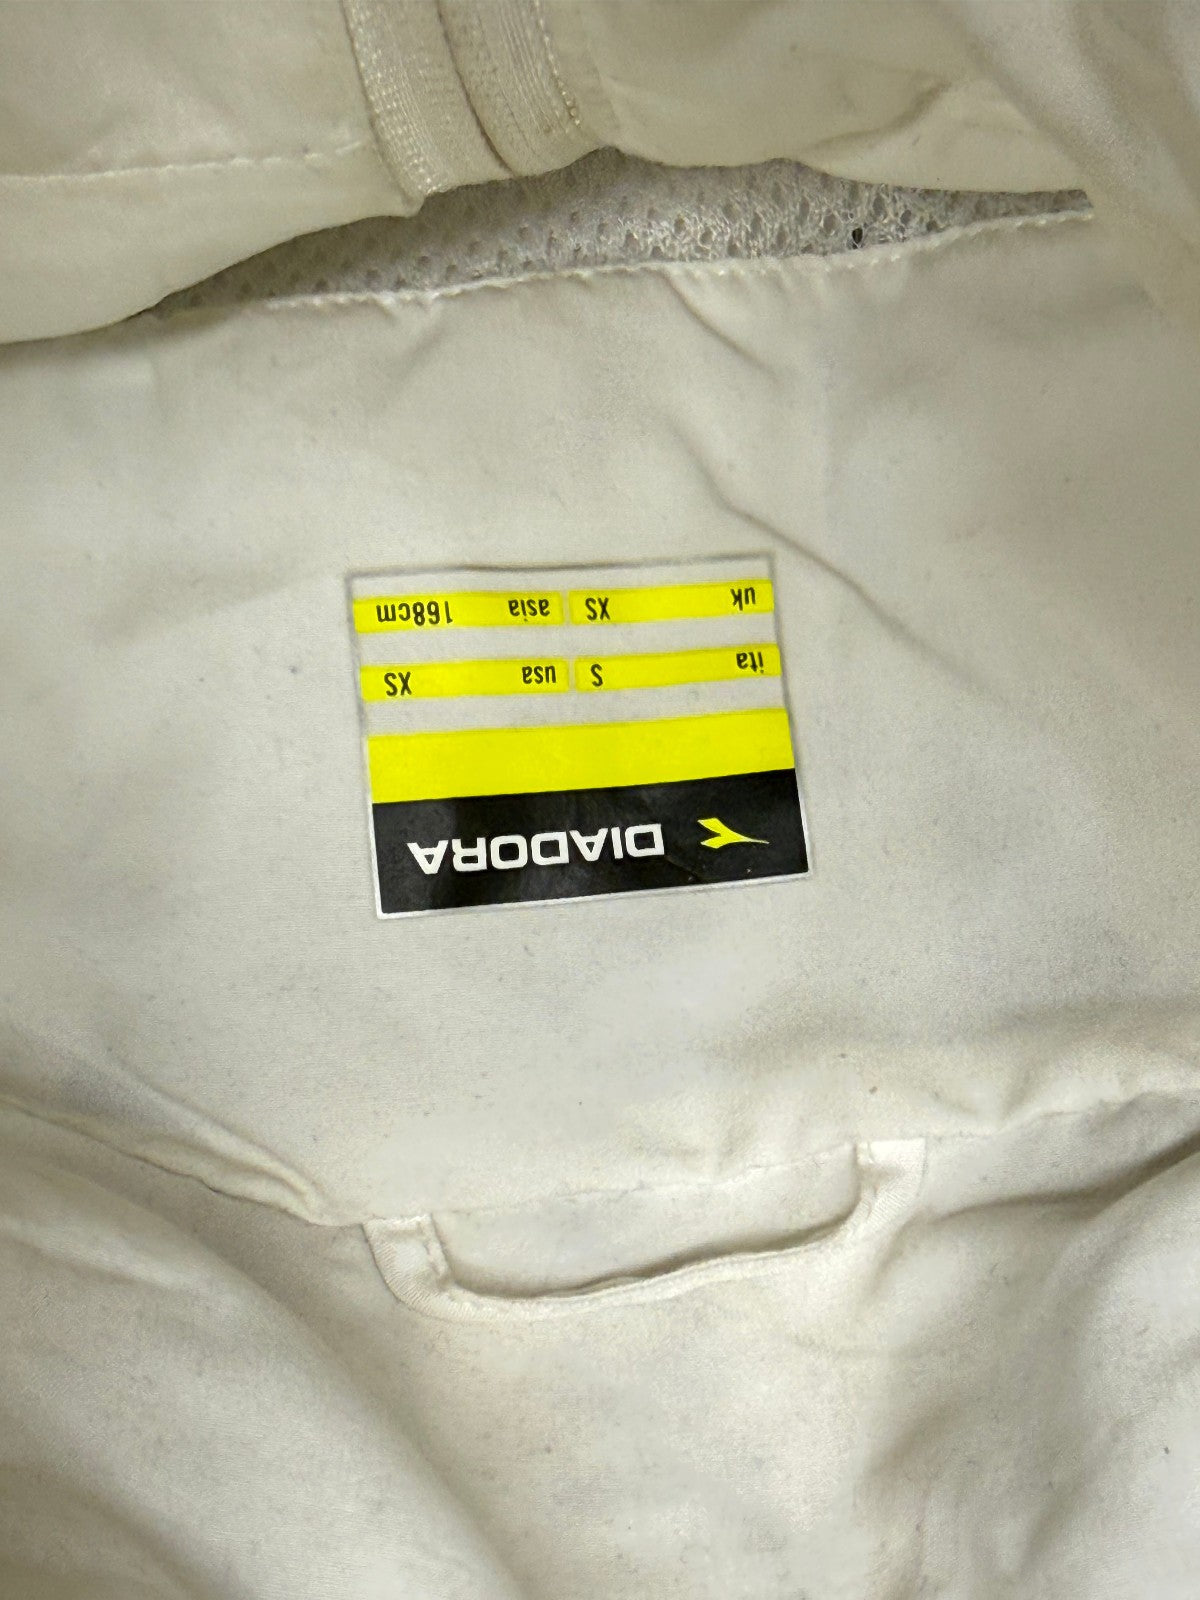 DIADORA
ita S usa XS
uk XS asia 168cm